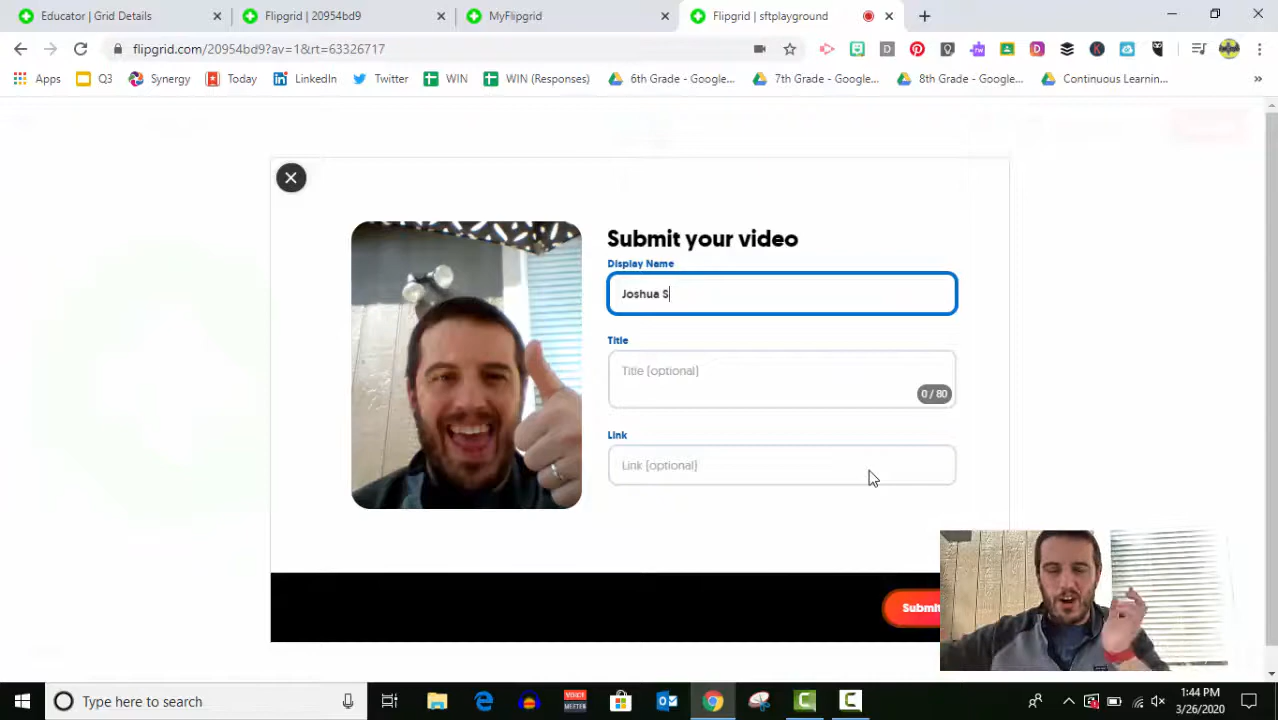 Educator | Grid Details
Flipgrid | 20954bd9
MyFlipgrid
Flipgrid | sftplayground
flipgrid.com/20954bd9?av=1&rt=63326717
Apps
Q3
Synergy
Today
LinkedIn
Twitter
WIN
WIN (Responses)
6th Grade - Google...
7th Grade - Google...
8th Grade - Google...
Continuous Learnin...
Submit your video
Display Name
Joshua S
Title
Title (optional)
0 / 80
Link
Link (optional)
Submit
Type here to search
1:44 PM
3/26/2020